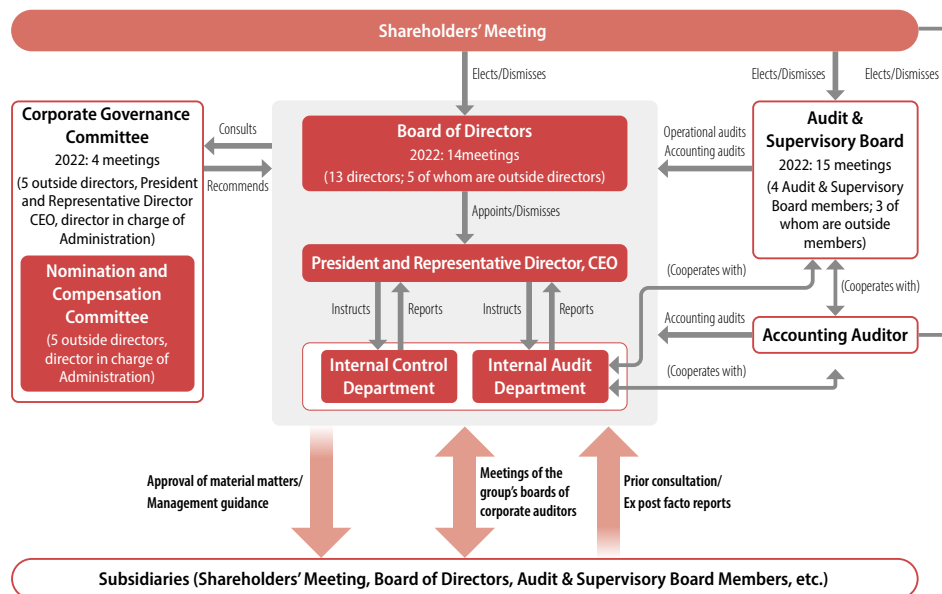 Shareholders’ Meeting
Elects/Dismisses
Elects/Dismisses
Elects/Dismisses
Corporate Governance
Committee
2022: 4 meetings
(5 outside directors, President
and Representative Director
CEO, director in charge of
Administration)
Nomination and
Compensation
Committee
(5 outside directors,
director in charge of
Administration)
Consults
Recommends
Board of Directors
2022: 14meetings
(13 directors; 5 of whom are outside directors)
Operational audits
Accounting audits
Audit &
Supervisory Board
2022: 15 meetings
(4 Audit & Supervisory
Board members; 3 of
whom are outside
members)
Appoints/Dismisses
President and Representative Director, CEO
(Cooperates with)
(Cooperates with)
Instructs
Reports
Instructs
Reports
Accounting audits
Accounting Auditor
Internal Control
Department
Internal Audit
Department
(Cooperates with)
Approval of material matters/
Management guidance
Meetings of the
group’s boards of
corporate auditors
Prior consultation/
Ex post facto reports
Subsidiaries (Shareholders’ Meeting, Board of Directors, Audit & Supervisory Board Members, etc.)